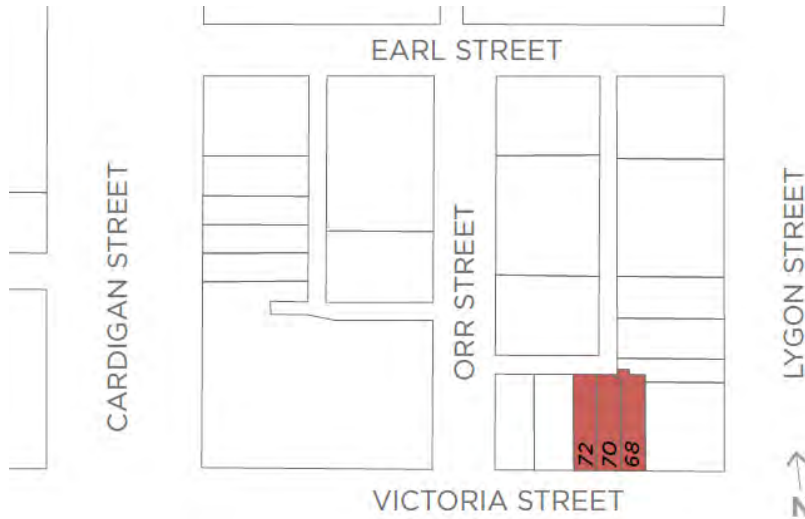 EARL STREET
CARDIGAN STREET
ORR STREET
LYGON STREET
72
70
68
VICTORIA STREET
N